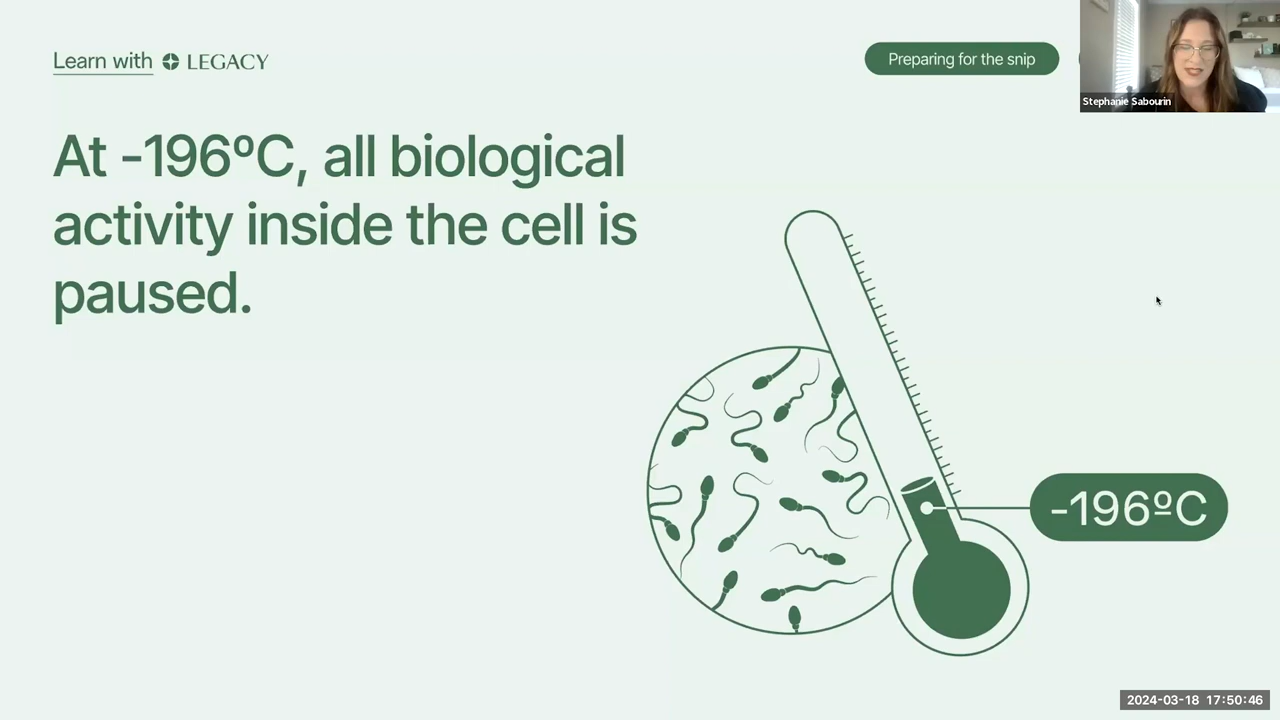 Learn with LEGACY
Preparing for the snip
Stephanie Sabourin
At -196ºC, all biological
activity inside the cell is
paused.
-196ºC
2024-03-18 17:50:46